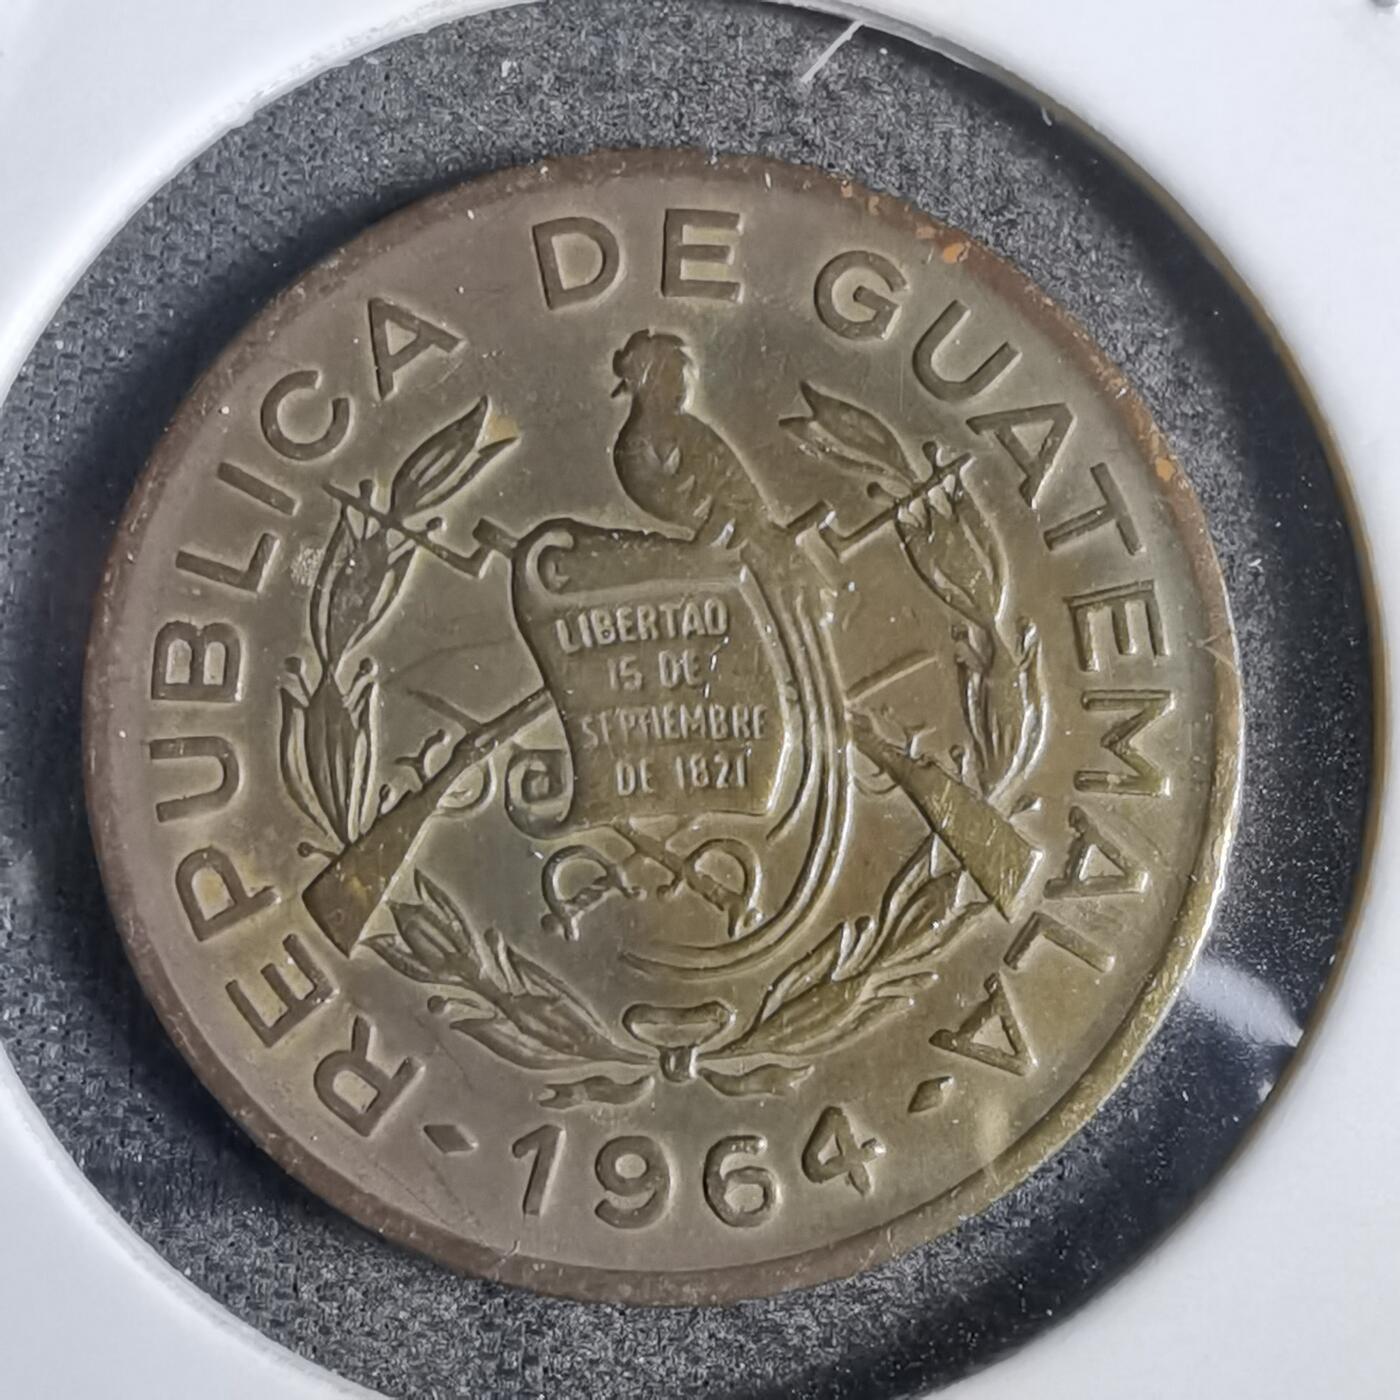 REPUBLICA DE GUATEMALA
LIBERTAD
15 DE
SEPTIEMBRE
DE 1821
1964